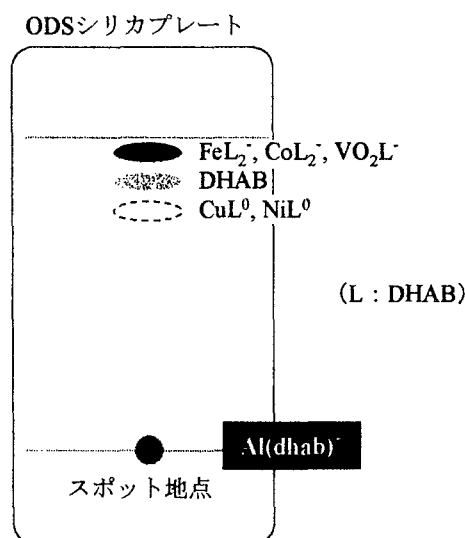 ODSシリカプレート
FeL₂⁻, CoL₂⁻, VO₂L⁻
DHAB
CuL⁰, NiL⁰
(L : DHAB)
Al(dhab)⁻
スポット地点